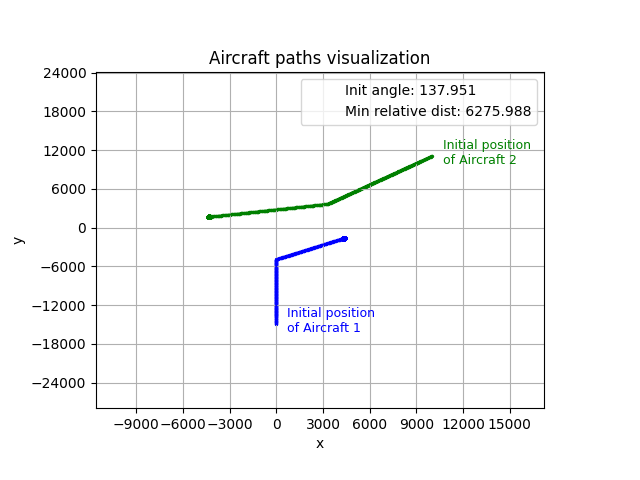 Aircraft paths visualization
Init angle: 137.951
Min relative dist: 6275.988
Initial position
of Aircraft 2
Initial position
of Aircraft 1
24000
18000
12000
6000
0
−6000
−12000
−18000
−24000
y
−9000 −6000 −3000 0 3000 6000 9000 12000 15000
x